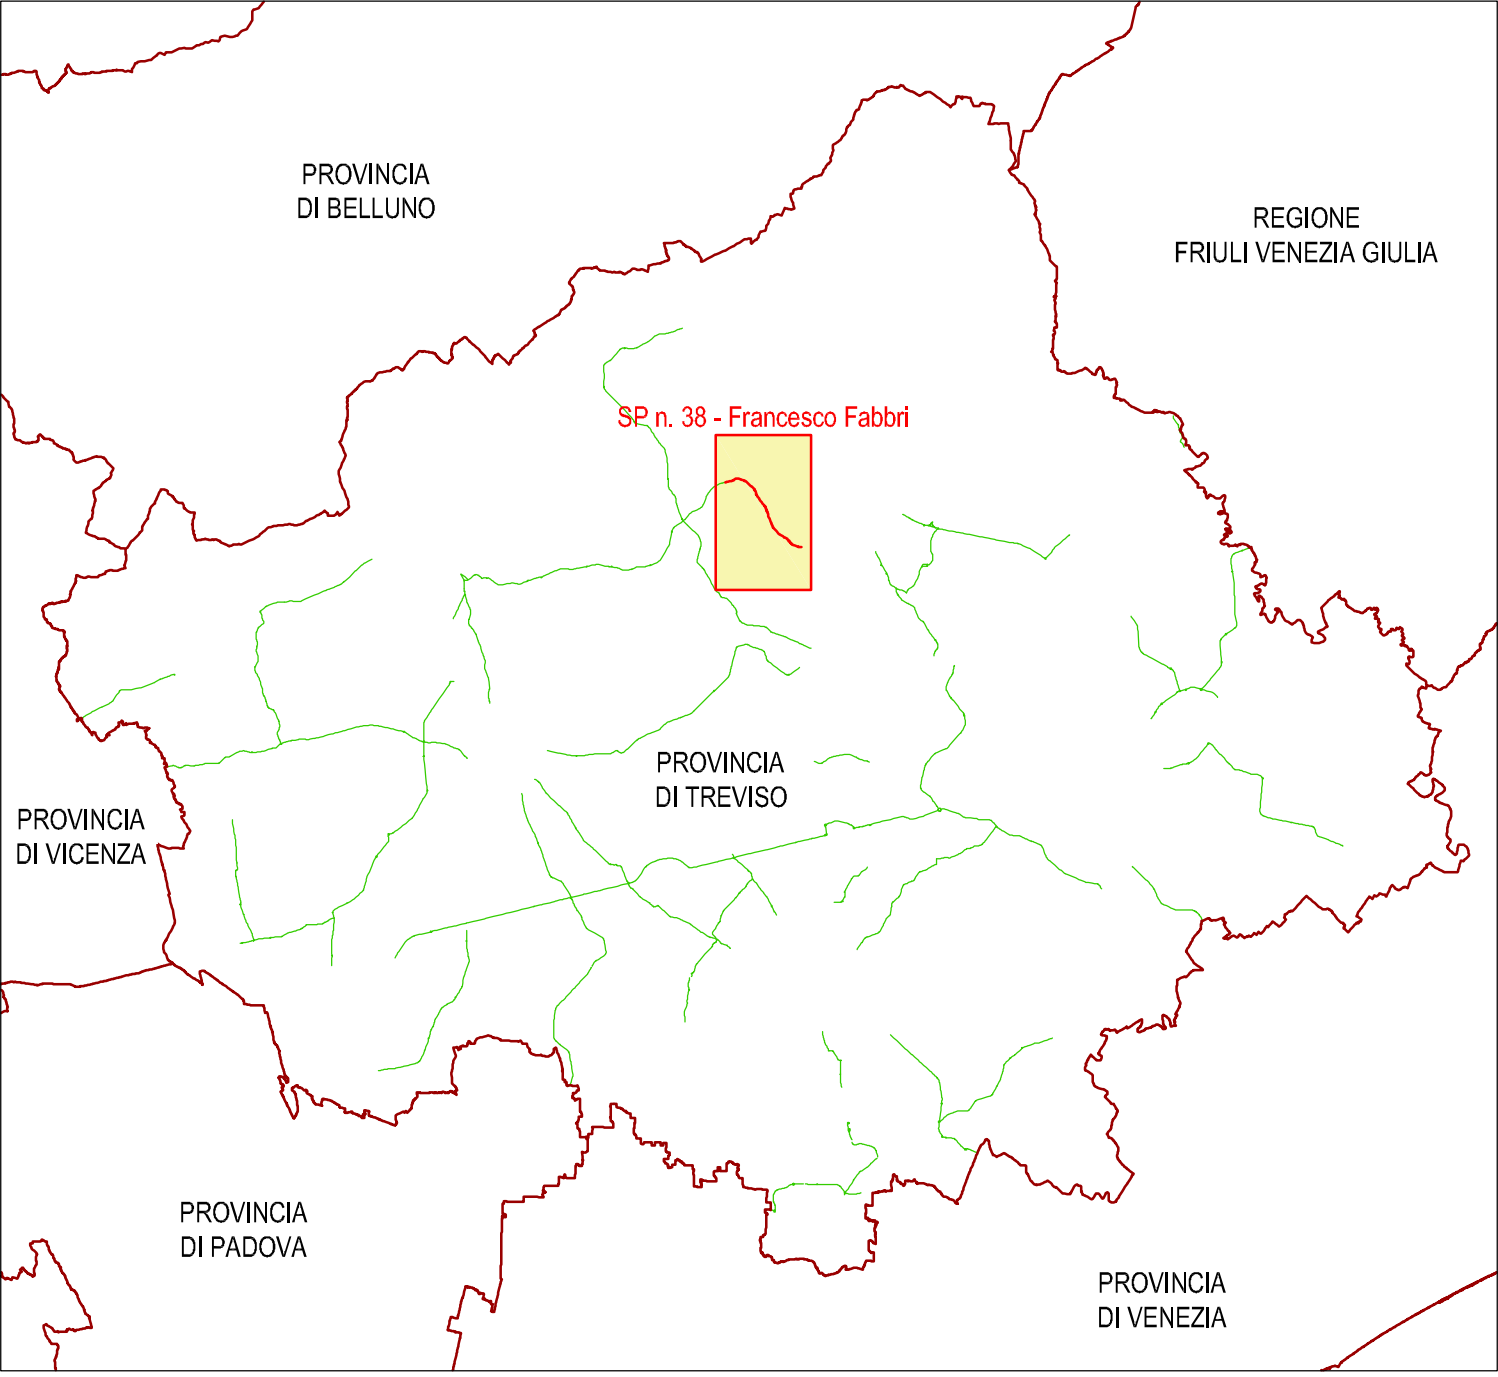 PROVINCIA
DI BELLUNO
REGIONE
FRIULI VENEZIA GIULIA
SP n. 38 - Francesco Fabbri
PROVINCIA
DI TREVISO
PROVINCIA
DI VICENZA
PROVINCIA
DI PADOVA
PROVINCIA
DI VENEZIA